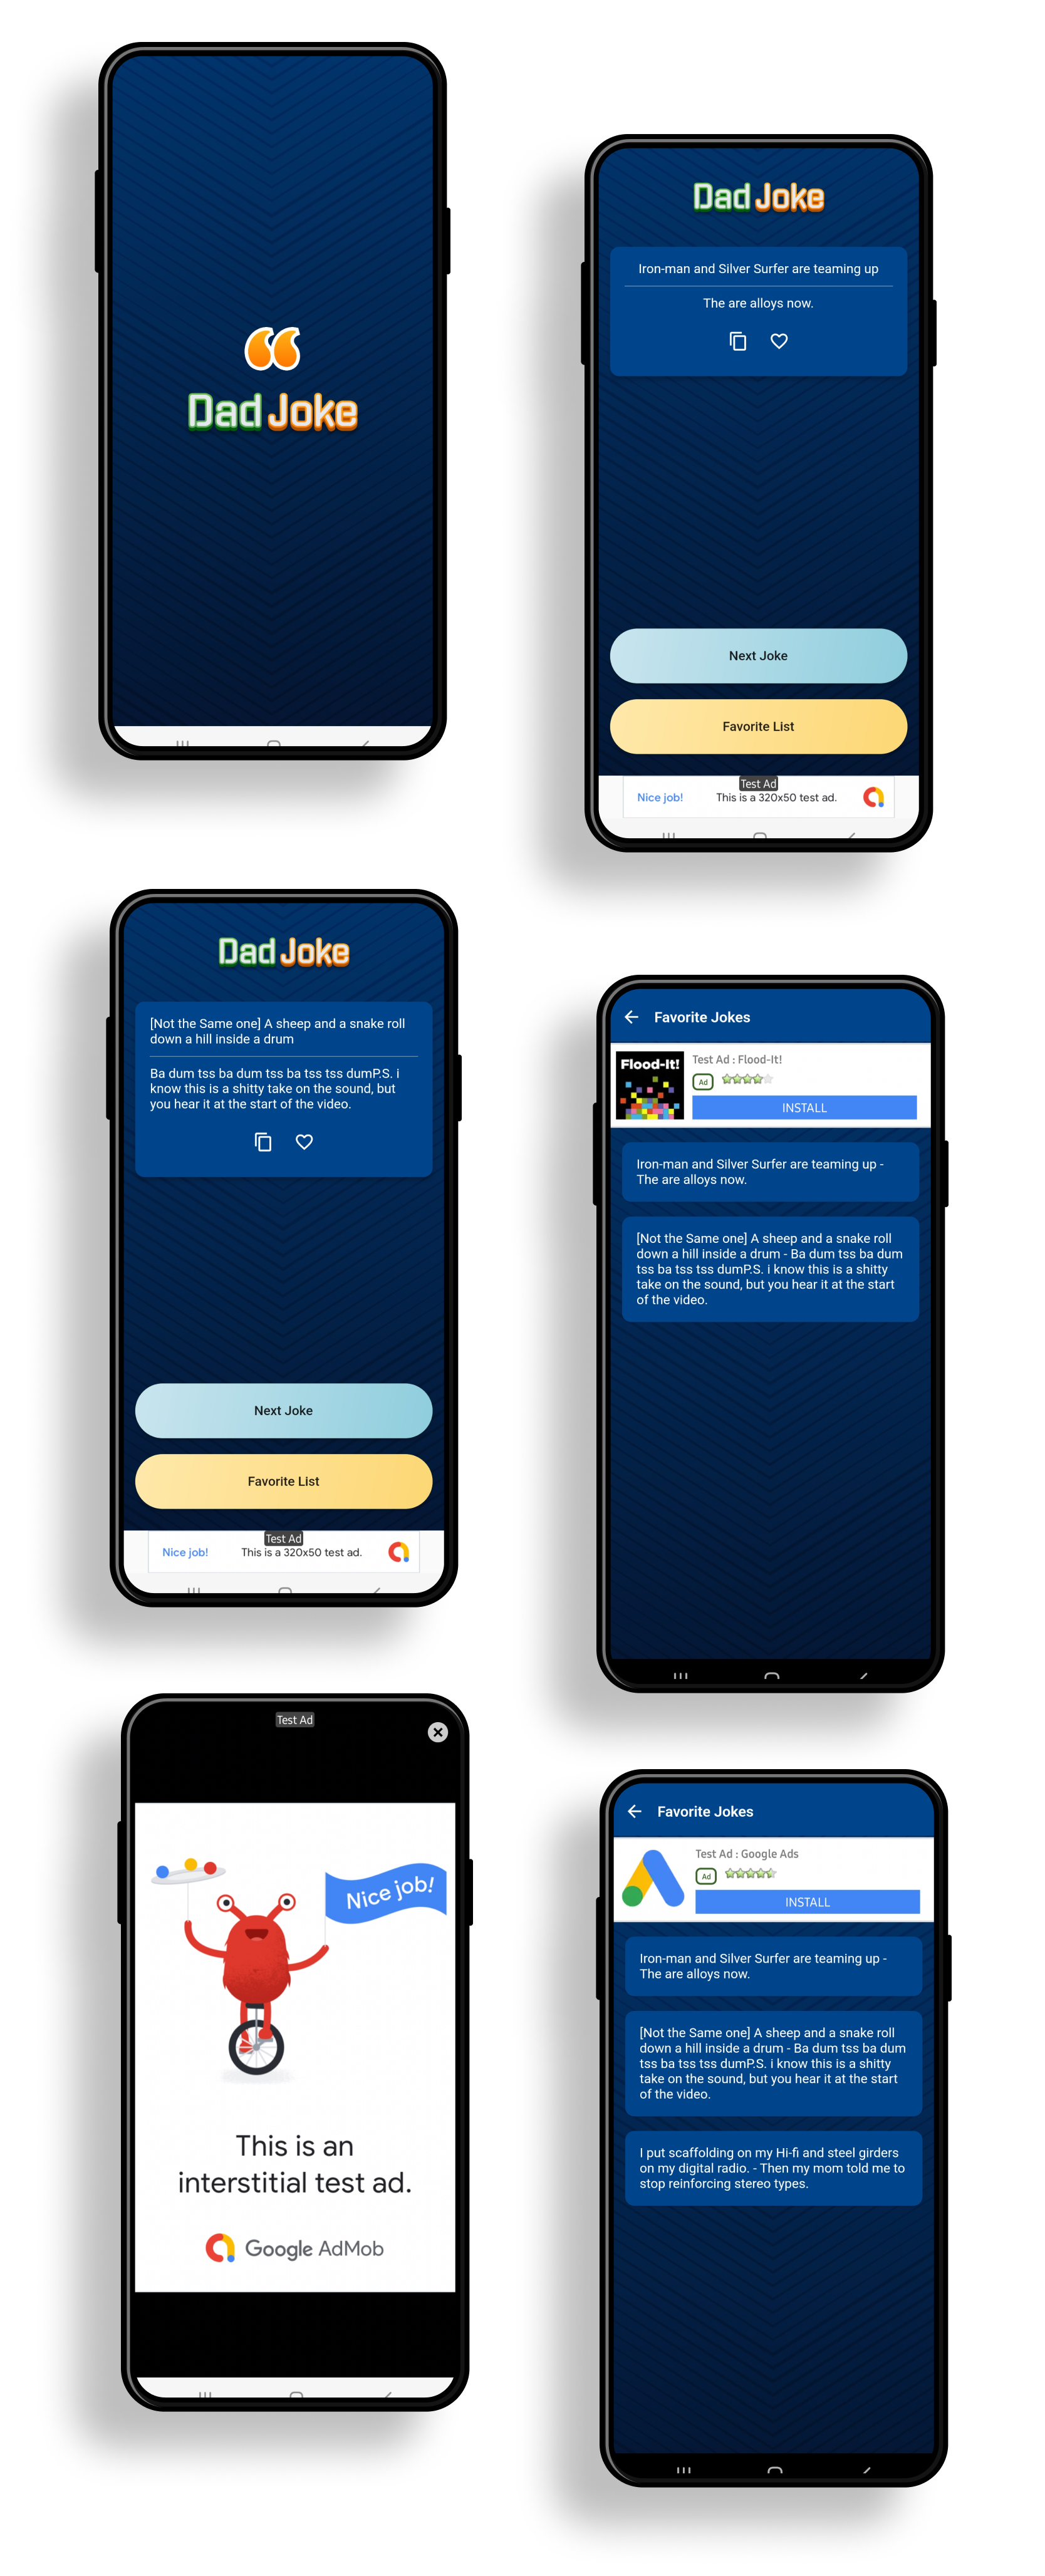 Dad Joke
Dad Joke
Iron-man and Silver Surfer are teaming up
The are alloys now.
Next Joke
Favorite List
Test Ad
Nice job!
This is a 320x50 test ad.
Dad Joke
[Not the Same one] A sheep and a snake roll
down a hill inside a drum
Ba dum tss ba dum tss ba tss tss dumP.S. i
know this is a shitty take on the sound, but
you hear it at the start of the video.
Next Joke
Favorite List
Test Ad
Nice job!
This is a 320x50 test ad.
Favorite Jokes
Flood-It!
Test Ad : Flood-It!
Ad
INSTALL
Iron-man and Silver Surfer are teaming up -
The are alloys now.
[Not the Same one] A sheep and a snake roll
down a hill inside a drum - Ba dum tss ba dum
tss ba tss tss dumP.S. i know this is a shitty
take on the sound, but you hear it at the start
of the video.
Test Ad
Nice job!
This is an
interstitial test ad.
Google AdMob
Favorite Jokes
Test Ad : Google Ads
Ad
INSTALL
Iron-man and Silver Surfer are teaming up -
The are alloys now.
[Not the Same one] A sheep and a snake roll
down a hill inside a drum - Ba dum tss ba dum
tss ba tss tss dumP.S. i know this is a shitty
take on the sound, but you hear it at the start
of the video.
I put scaffolding on my Hi-fi and steel girders
on my digital radio. - Then my mom told me to
stop reinforcing stereo types.